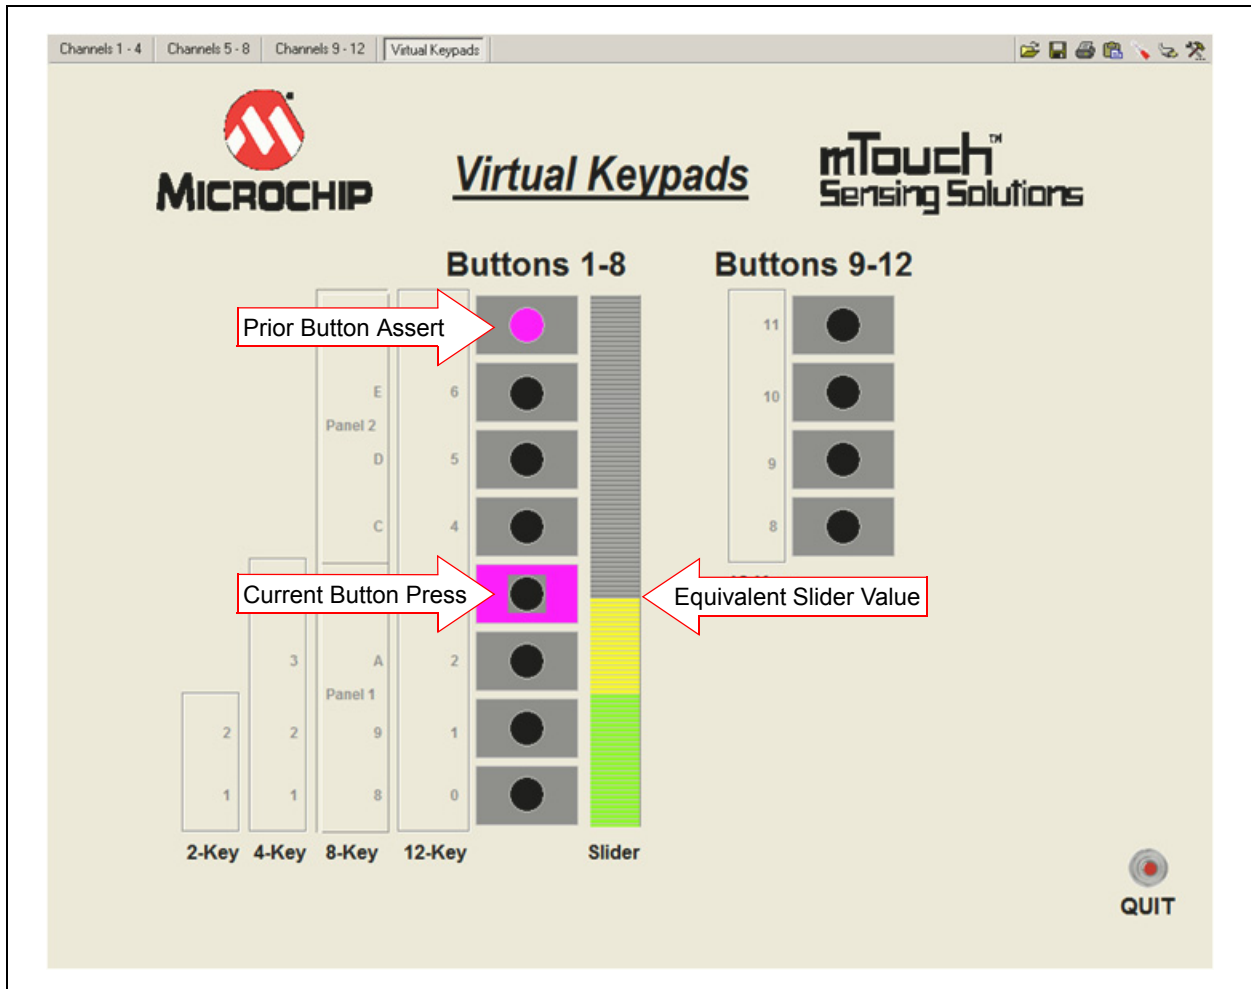 Channels 1 - 4 Channels 5 - 8 Channels 9 - 12 Virtual Keypads
MICROCHIP
Virtual Keypads
mTouch™
Sensing Solutions
Buttons 1-8 Buttons 9-12
Prior Button Assert
11
E 6 10
Panel 2
D 5 9
C 4 8
Current Button Press
Equivalent Slider Value
3 A 2
Panel 1
2 2 9 1
1 1 8 0
2-Key 4-Key 8-Key 12-Key Slider
QUIT